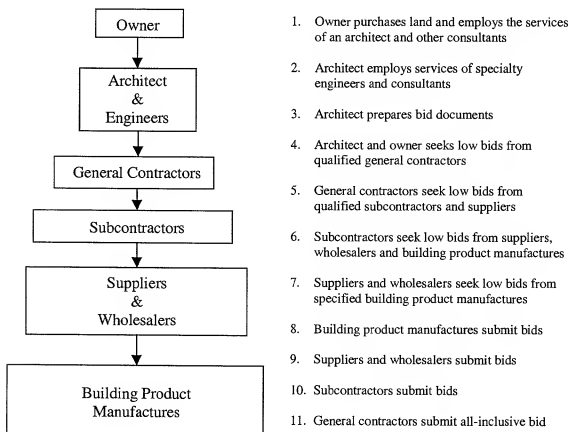 Owner
Architect
&
Engineers
General Contractors
Subcontractors
Suppliers
&
Wholesalers
Building Product
Manufactures
1. Owner purchases land and employs the services
of an architect and other consultants
2. Architect employs services of specialty
engineers and consultants
3. Architect prepares bid documents
4. Architect and owner seeks low bids from
qualified general contractors
5. General contractors seek low bids from
qualified subcontractors and suppliers
6. Subcontractors seek low bids from suppliers,
wholesalers and building product manufactures
7. Suppliers and wholesalers seek low bids from
specified building product manufactures
8. Building product manufactures submit bids
9. Suppliers and wholesalers submit bids
10. Subcontractors submit bids
11. General contractors submit all-inclusive bid